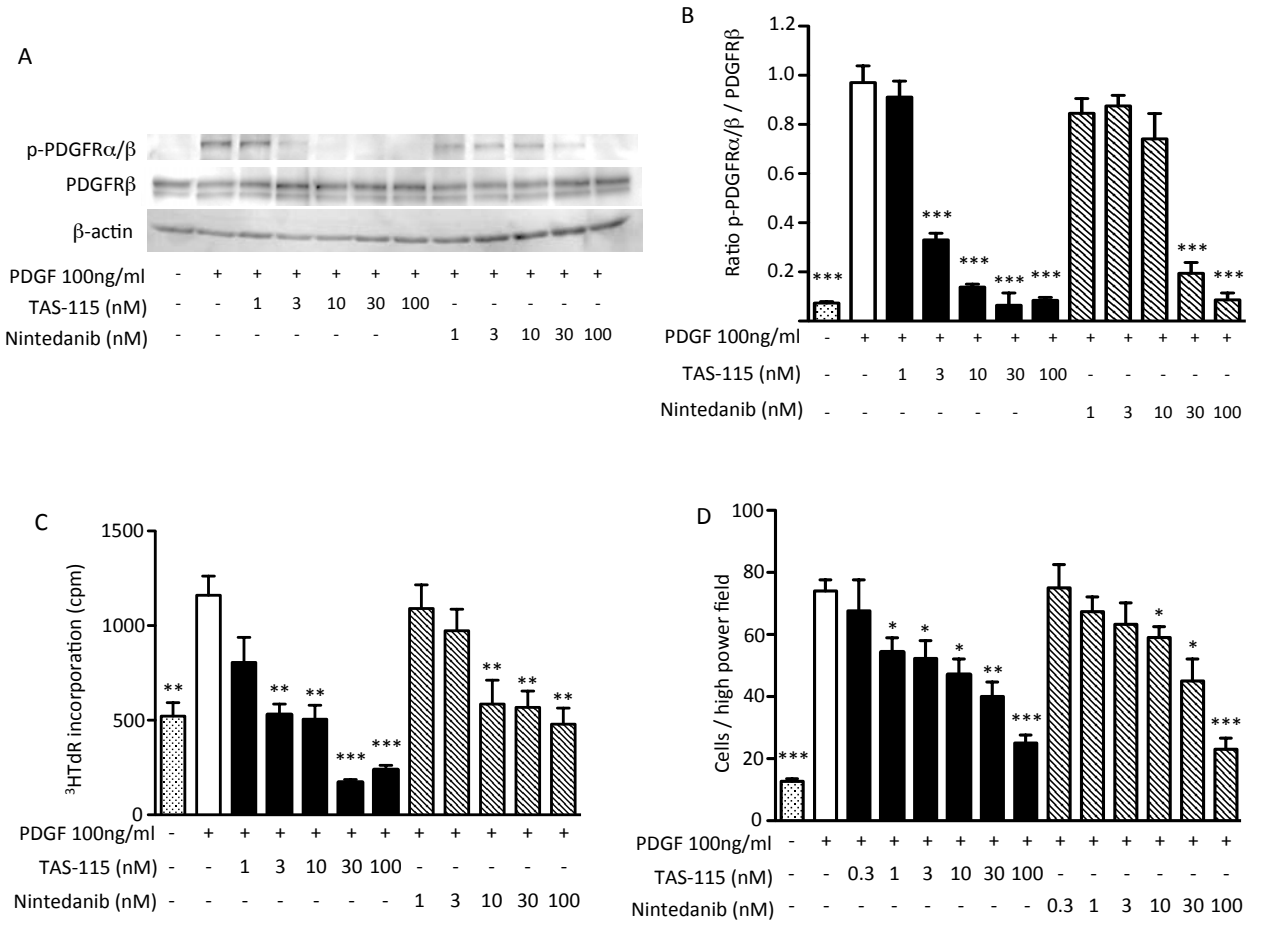 A
p-PDGFRα/β
PDGFRβ
β-actin
PDGF 100ng/ml - + + + + + + + + + + +
TAS-115 (nM) - - 1 3 10 30 100 - - - - -
Nintedanib (nM) - - - - - - - 1 3 10 30 100
B
Ratio p-PDGFRα/β / PDGFRβ
1.2
1.0
0.8
0.6
0.4
0.2
*** *** *** *** *** *** ***
PDGF 100ng/ml - + + + + + + + + + + +
TAS-115 (nM) - - 1 3 10 30 100 - - - - -
Nintedanib (nM) - - - - - - 1 3 10 30 100
C
³HTdR incorporation (cpm)
1500
1000
500
0
** ** ** *** *** ** ** **
PDGF 100ng/ml - + + + + + + + + + + +
TAS-115 (nM) - - 1 3 10 30 100 - - - - -
Nintedanib (nM) - - - - - - - 1 3 10 30 100
D
Cells / high power field
100
80
60
40
20
0
*** * * * ** *** * * ***
PDGF 100ng/ml - + + + + + + + + + + + + +
TAS-115 (nM) - - 0.3 1 3 10 30 100 - - - - - -
Nintedanib (nM) - - - - - - - - 0.3 1 3 10 30 100